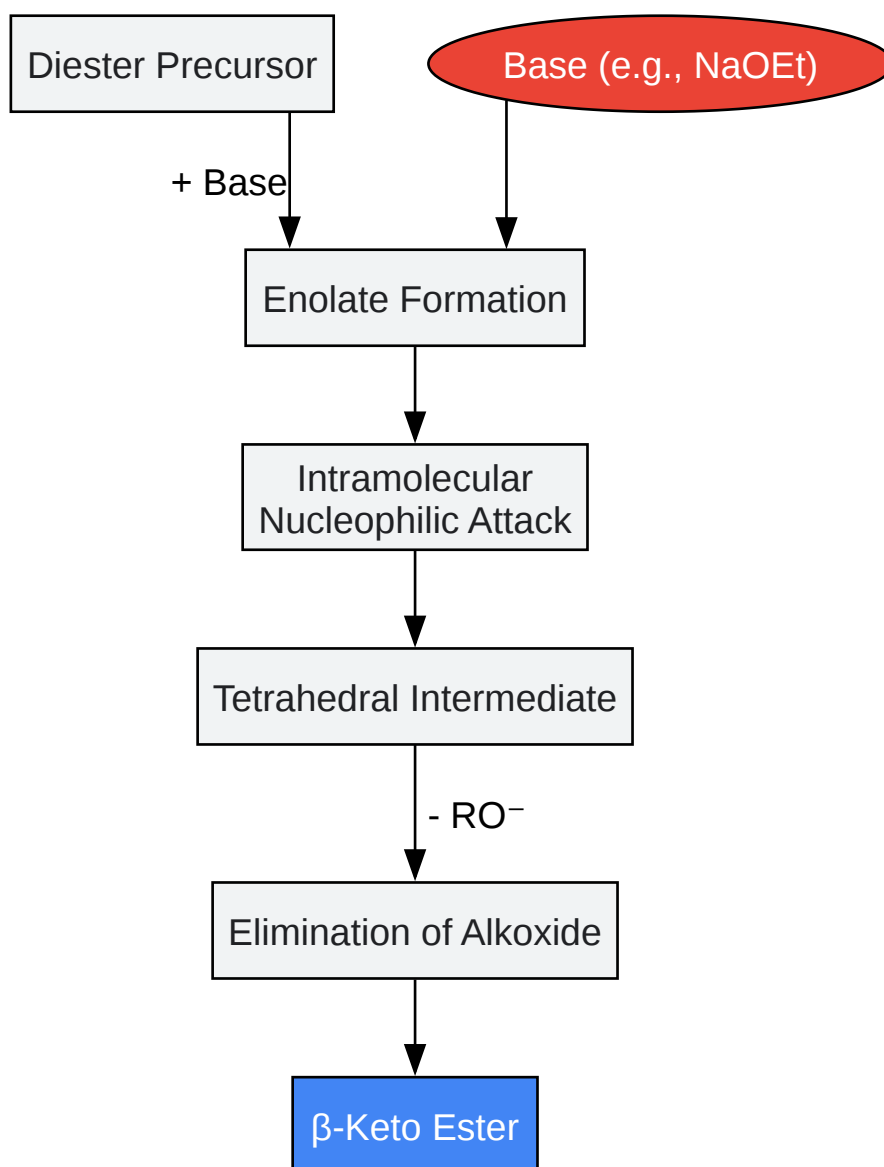 Diester Precursor
Base (e.g., NaOEt)
+ Base
Enolate Formation
Intramolecular
Nucleophilic Attack
Tetrahedral Intermediate
- RO⁻
Elimination of Alkoxide
β-Keto Ester